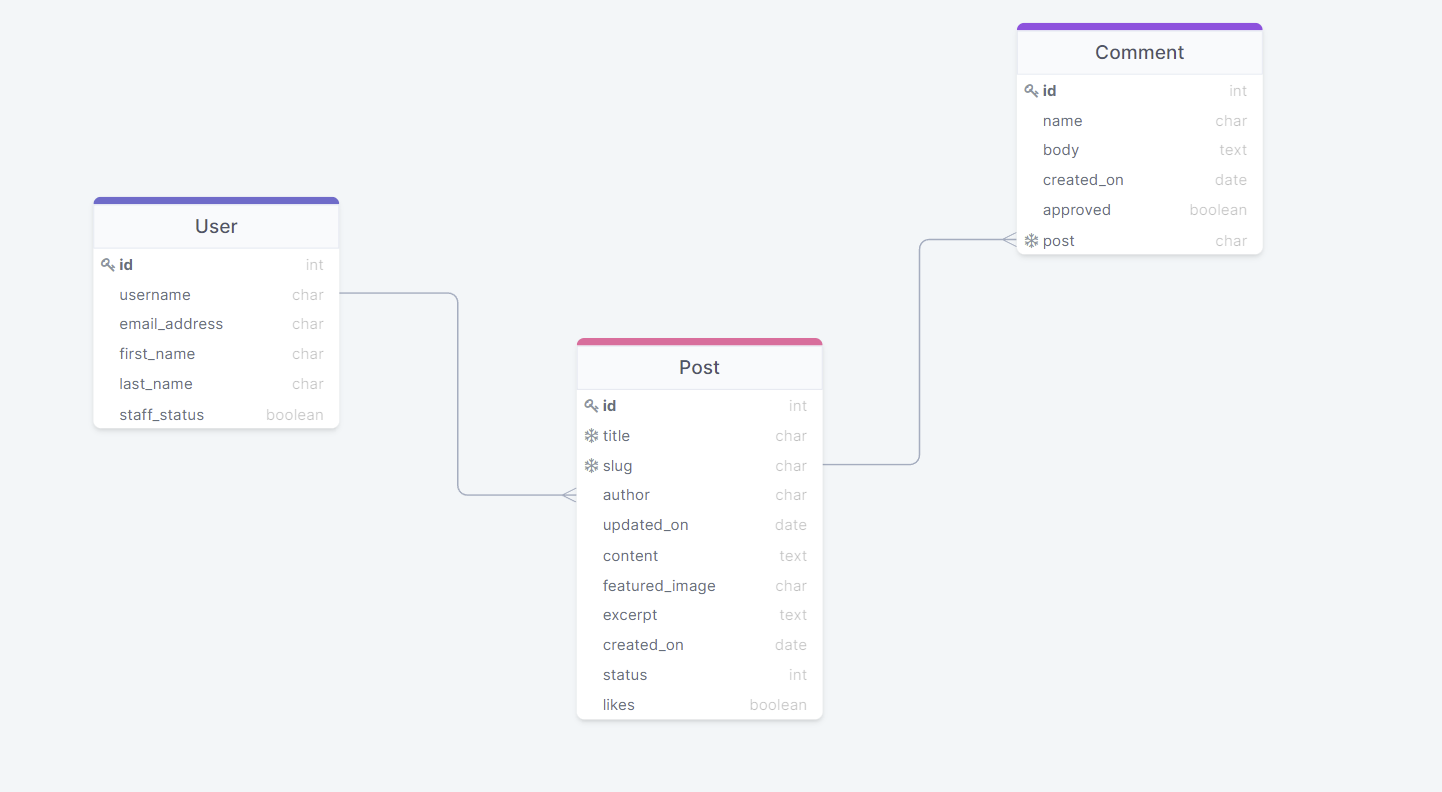 User
id int
username char
email_address char
first_name char
last_name char
staff_status boolean
Post
id int
title char
slug char
author char
updated_on date
content text
featured_image char
excerpt text
created_on date
status int
likes boolean
Comment
id int
name char
body text
created_on date
approved boolean
post char